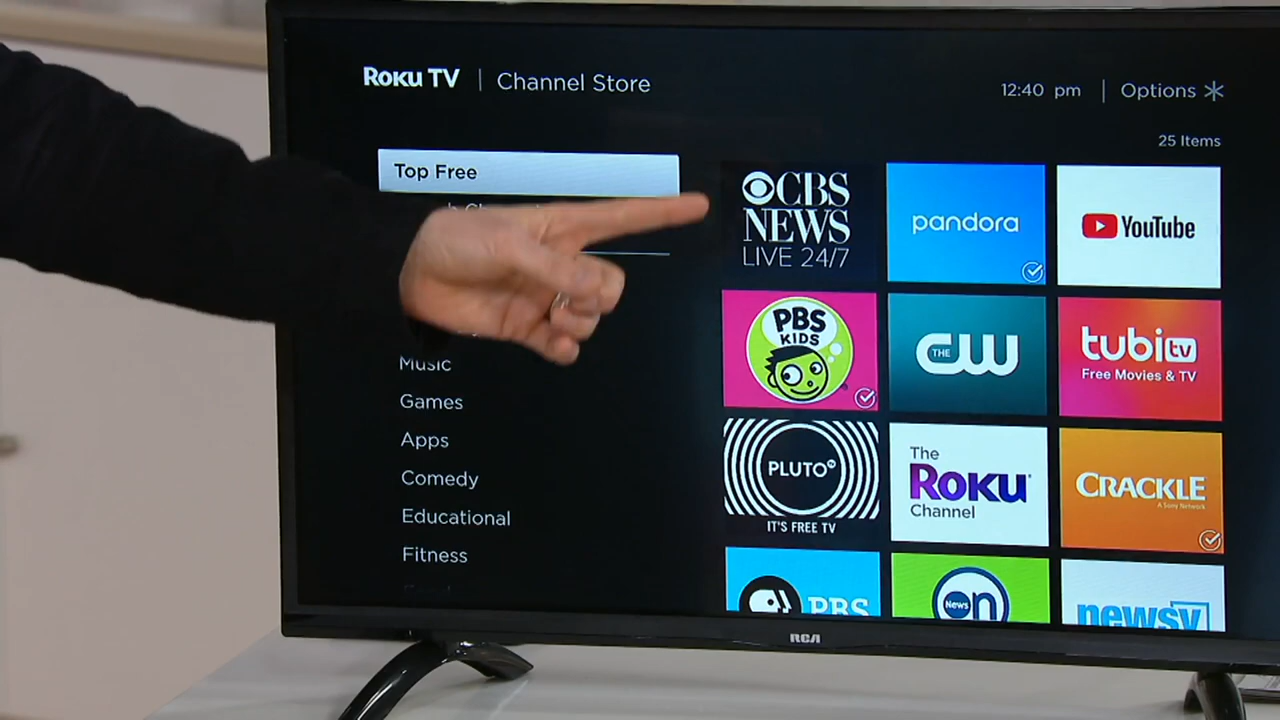 Roku TV | Channel Store
12:40 pm | Options
25 Items
Top Free
Music
Games
Apps
Comedy
Educational
Fitness
CBS
NEWS
LIVE 24/7
pandora
YouTube
PBS
KIDS
THE CW
tubi tv
Free Movies & TV
PLUTO TV
IT'S FREE TV
The
Roku
Channel
CRACKLE
A Sony Network
PBS
News on
newsy
RCA